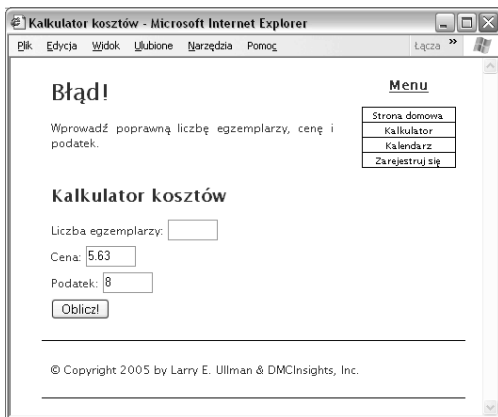 Kalkulator kosztów - Microsoft Internet Explorer
Plik Edycja Widok Ulubione Narzędzia Pomoc Łącza »
Błąd!
Wprowadź poprawną liczbę egzemplarzy, cenę i
podatek.
Menu
Strona domowa
Kalkulator
Kalendarz
Zarejestruj się
Kalkulator kosztów
Liczba egzemplarzy:
Cena: 5.63
Podatek: 8
Oblicz!
© Copyright 2005 by Larry E. Ullman & DMCInsights, Inc.